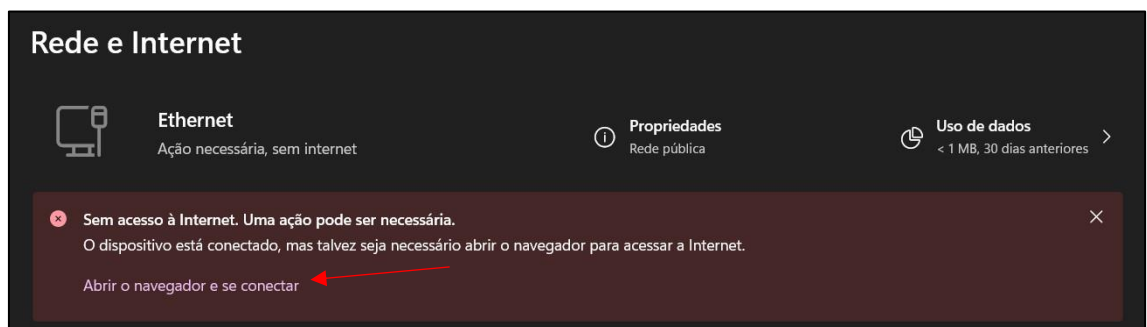 Rede e Internet
Ethernet
Ação necessária, sem internet
Propriedades
Rede pública
Uso de dados
< 1 MB, 30 dias anteriores
Sem acesso à Internet. Uma ação pode ser necessária.
O dispositivo está conectado, mas talvez seja necessário abrir o navegador para acessar a Internet.
Abrir o navegador e se conectar